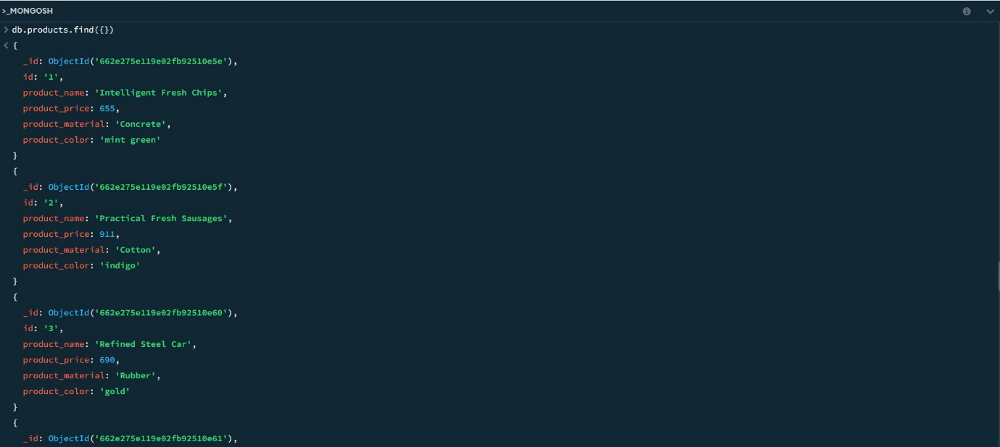 >_MONGOSH
> db.products.find({})
< {
_id: ObjectId('662e275e119e02fb92510e5e'),
id: '1',
product_name: 'Intelligent Fresh Chips',
product_price: 655,
product_material: 'Concrete',
product_color: 'mint green'
}
{
_id: ObjectId('662e275e119e02fb92510e5f'),
id: '2',
product_name: 'Practical Fresh Sausages',
product_price: 911,
product_material: 'Cotton',
product_color: 'indigo'
}
{
_id: ObjectId('662e275e119e02fb92510e60'),
id: '3',
product_name: 'Refined Steel Car',
product_price: 690,
product_material: 'Rubber',
product_color: 'gold'
}
{
_id: ObjectId('662e275e119e02fb92510e61'),